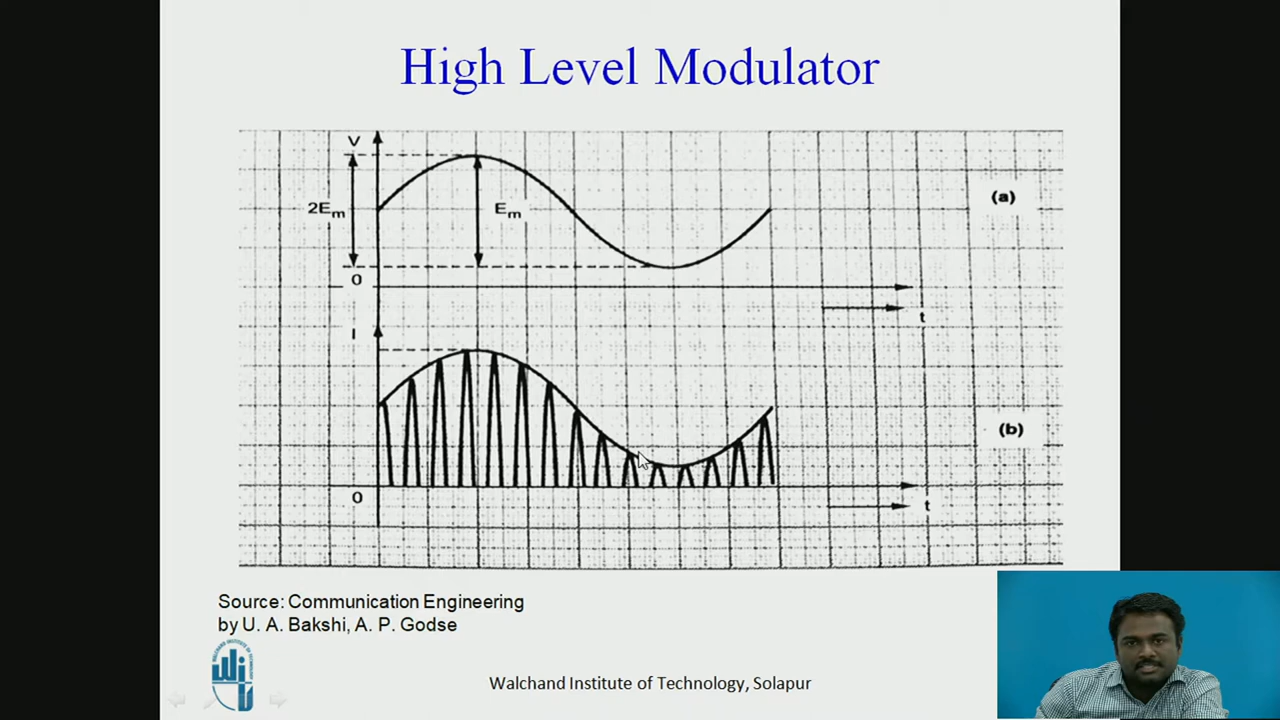 High Level Modulator
V
2Em
Em
(a)
0
t
I
(b)
0
t
Source: Communication Engineering
by U. A. Bakshi, A. P. Godse
Walchand Institute of Technology, Solapur